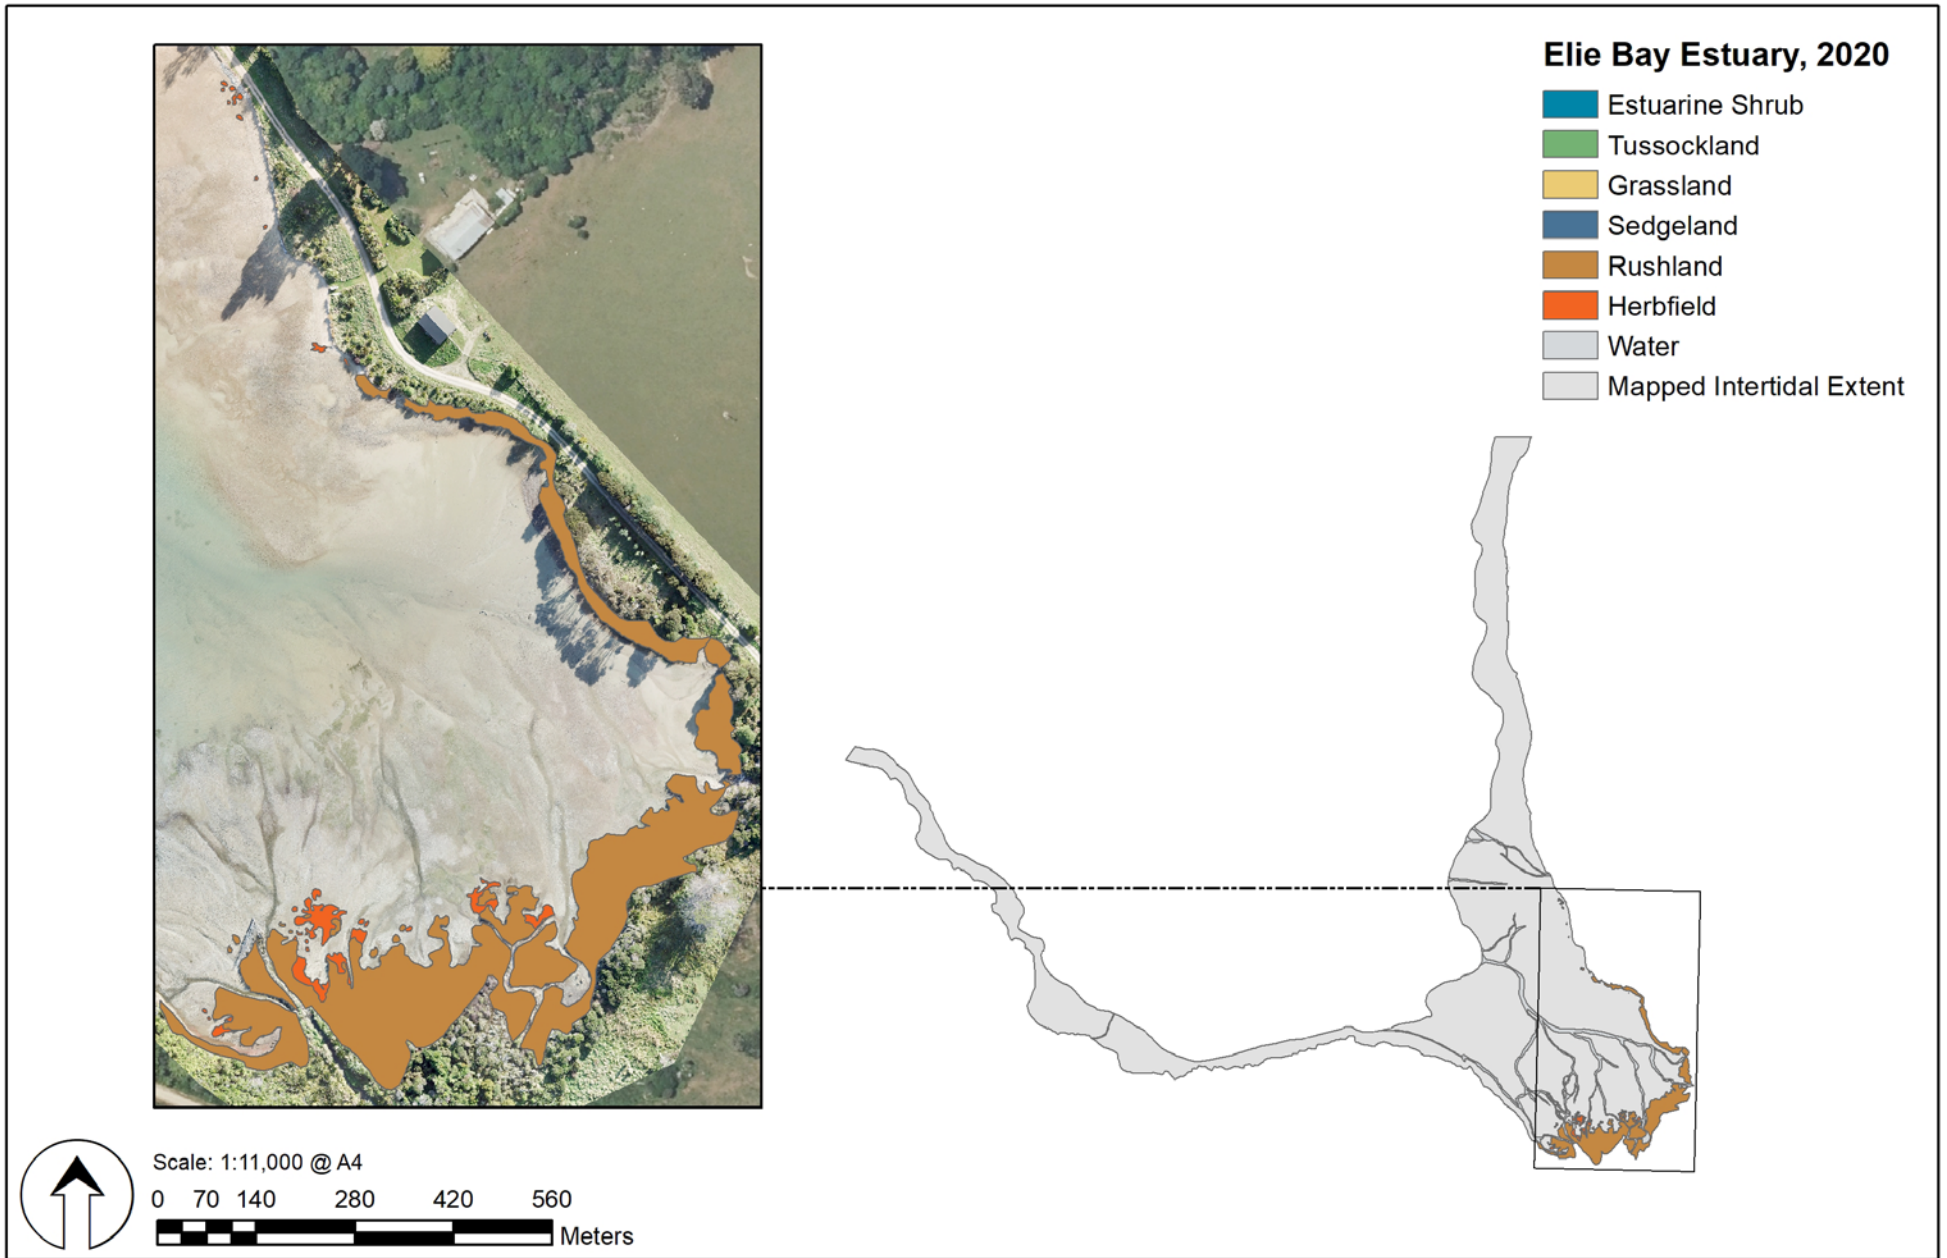 Elie Bay Estuary, 2020
Estuarine Shrub
Tussockland
Grassland
Sedgeland
Rushland
Herbfield
Water
Mapped Intertidal Extent
Scale: 1:11,000 @ A4
0 70 140 280 420 560
Meters